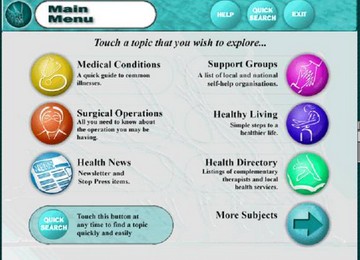 Main
Menu
HELP
QUICK
SEARCH
EXIT
Touch a topic that you wish to explore...
Medical Conditions
A quick guide to common
illnesses.
Support Groups
A list of local and national
self-help organisations.
Surgical Operations
All you need to know about
the operation you may be
having.
Healthy Living
Simple steps to a
healthier life.
Health News
Newsletter and
Stop Press items.
Health Directory
Listings of complementary
therapists and local
health services.
QUICK
SEARCH
Touch this button at
any time to find a topic
quickly and easily
More Subjects